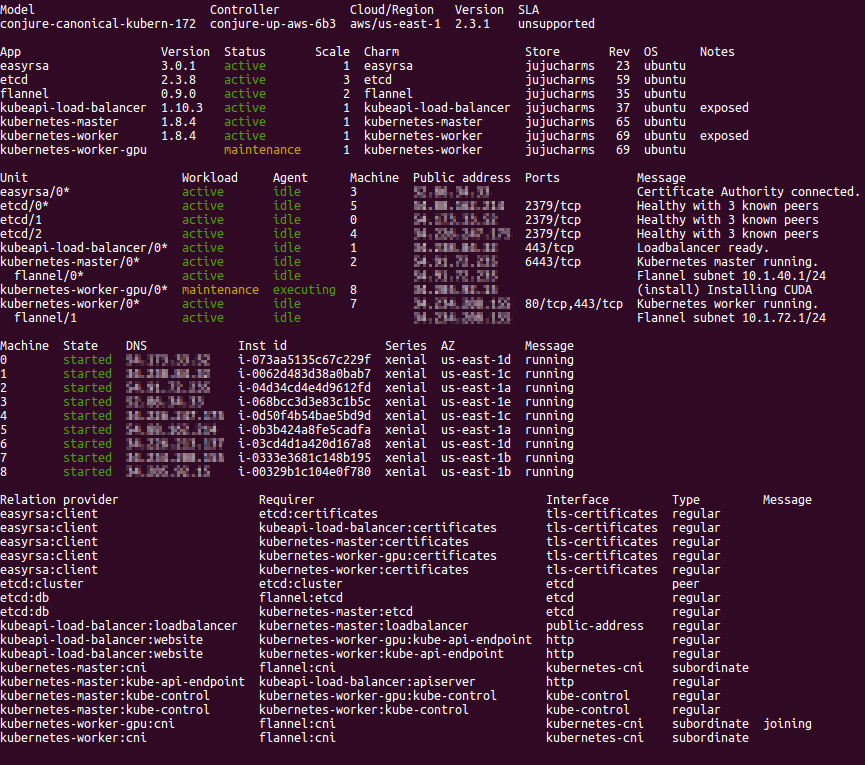 Model Controller Cloud/Region Version SLA
conjure-canonical-kubern-172 conjure-up-aws-6b3 aws/us-east-1 2.3.1 unsupported
App Version Status Scale Charm Store Rev OS Notes
easyrsa 3.0.1 active 1 easyrsa jujucharms 23 ubuntu
etcd 2.3.8 active 3 etcd jujucharms 59 ubuntu
flannel 0.9.0 active 2 flannel jujucharms 35 ubuntu
kubeapi-load-balancer 1.10.3 active 1 kubeapi-load-balancer jujucharms 37 ubuntu exposed
kubernetes-master 1.8.4 active 1 kubernetes-master jujucharms 65 ubuntu
kubernetes-worker 1.8.4 active 1 kubernetes-worker jujucharms 69 ubuntu exposed
kubernetes-worker-gpu maintenance 1 kubernetes-worker jujucharms 69 ubuntu
Unit Workload Agent Machine Public address Ports Message
easyrsa/0* active idle 3 Certificate Authority connected.
etcd/0* active idle 5 2379/tcp Healthy with 3 known peers
etcd/1 active idle 0 2379/tcp Healthy with 3 known peers
etcd/2 active idle 4 2379/tcp Healthy with 3 known peers
kubeapi-load-balancer/0* active idle 1 443/tcp Loadbalancer ready.
kubernetes-master/0* active idle 2 6443/tcp Kubernetes master running.
flannel/0* active idle Flannel subnet 10.1.40.1/24
kubernetes-worker-gpu/0* maintenance executing 8 (install) Installing CUDA
kubernetes-worker/0* active idle 7 80/tcp,443/tcp Kubernetes worker running.
flannel/1 active idle Flannel subnet 10.1.72.1/24
Machine State DNS Inst id Series AZ Message
0 started i-073aa5135c67c229f xenial us-east-1d running
1 started i-0062d483d38a0bab7 xenial us-east-1c running
2 started i-04d34cd4e4d9612fd xenial us-east-1a running
3 started i-068bcc3d3e83c1b5c xenial us-east-1e running
4 started i-0d50f4b54bae5bd9d xenial us-east-1c running
5 started i-0b3b424a8fe5cadfa xenial us-east-1a running
6 started i-03cd4d1a420d167a8 xenial us-east-1d running
7 started i-0333e3681c148b195 xenial us-east-1b running
8 started i-00329b1c104e0f780 xenial us-east-1b running
Relation provider Requirer Interface Type Message
easyrsa:client etcd:certificates tls-certificates regular
easyrsa:client kubeapi-load-balancer:certificates tls-certificates regular
easyrsa:client kubernetes-master:certificates tls-certificates regular
easyrsa:client kubernetes-worker-gpu:certificates tls-certificates regular
easyrsa:client kubernetes-worker:certificates tls-certificates regular
etcd:cluster etcd:cluster etcd peer
etcd:db flannel:etcd etcd regular
etcd:db kubernetes-master:etcd etcd regular
kubeapi-load-balancer:loadbalancer kubernetes-master:loadbalancer public-address regular
kubeapi-load-balancer:website kubernetes-worker-gpu:kube-api-endpoint http regular
kubeapi-load-balancer:website kubernetes-worker:kube-api-endpoint http regular
kubernetes-master:cni flannel:cni kubernetes-cni subordinate
kubernetes-master:kube-api-endpoint kubeapi-load-balancer:apiserver http regular
kubernetes-master:kube-control kubernetes-worker-gpu:kube-control kube-control regular
kubernetes-master:kube-control kubernetes-worker:kube-control kube-control regular
kubernetes-worker-gpu:cni flannel:cni kubernetes-cni subordinate joining
kubernetes-worker:cni flannel:cni kubernetes-cni subordinate